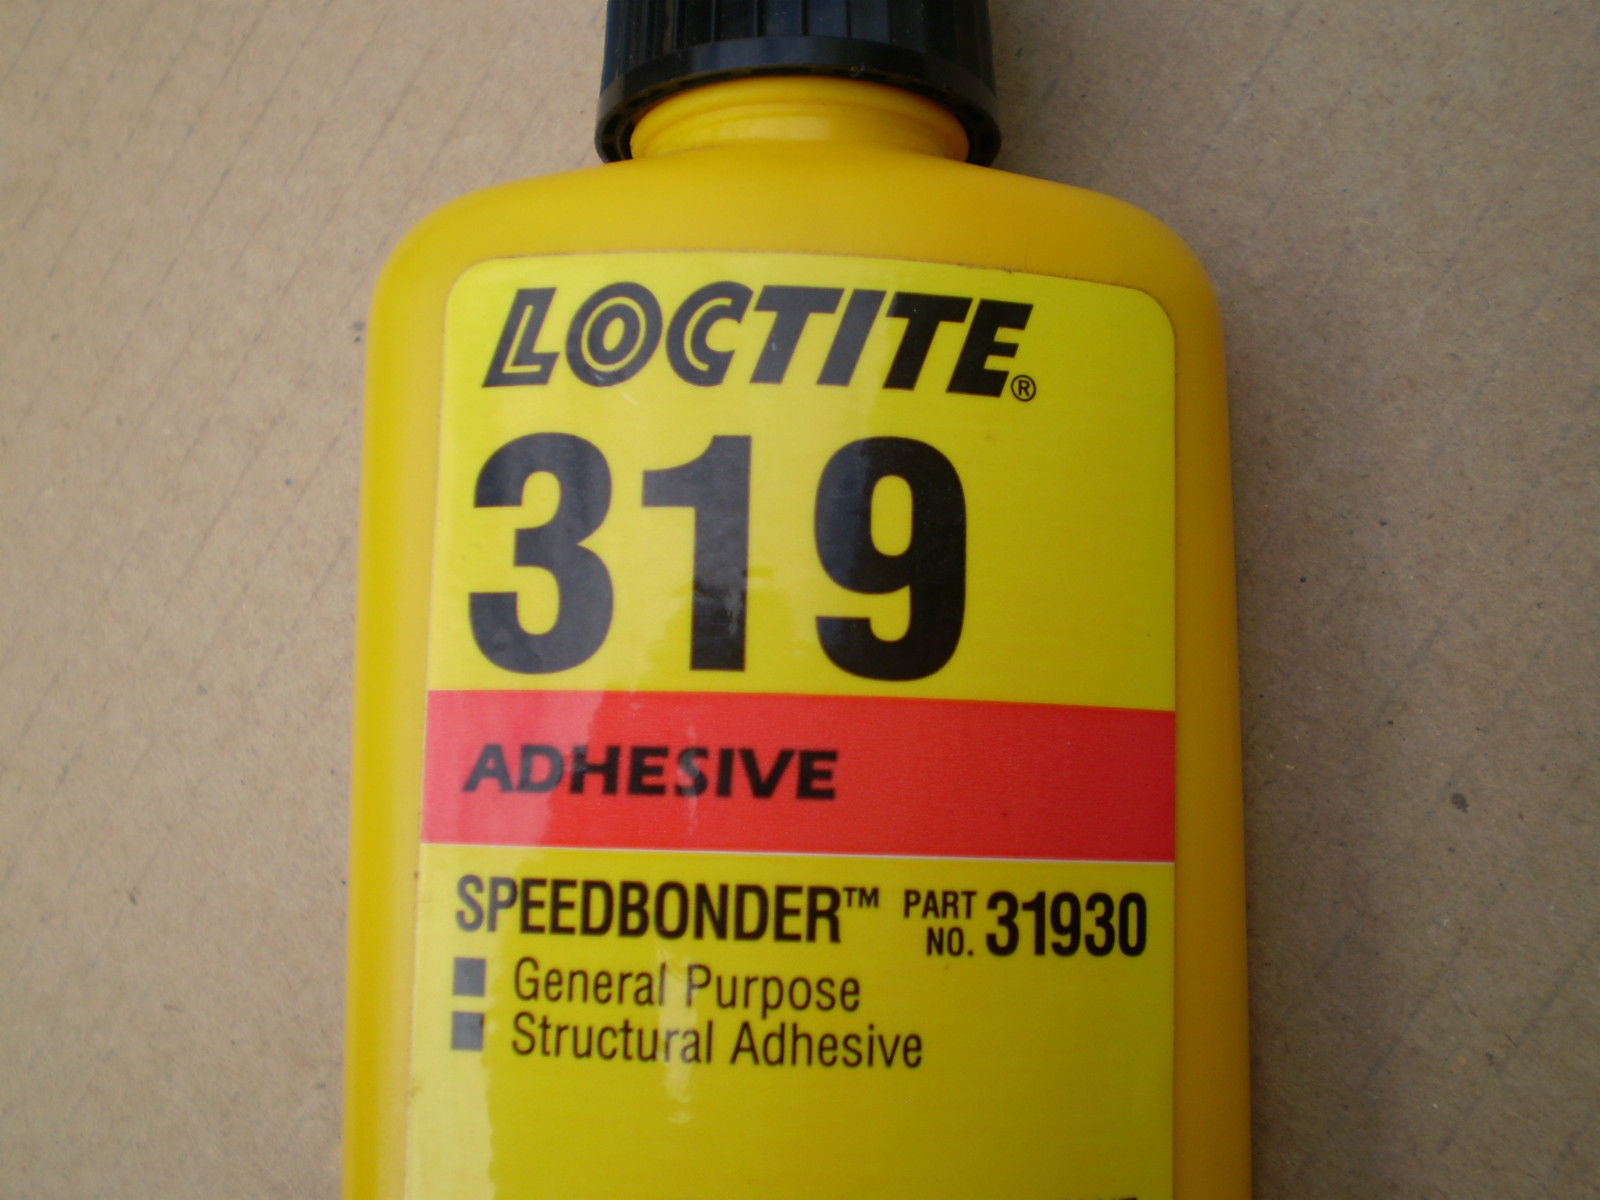 LOCTITE®
319
ADHESIVE
SPEEDBONDER™ PART NO. 31930
■ General Purpose
■ Structural Adhesive